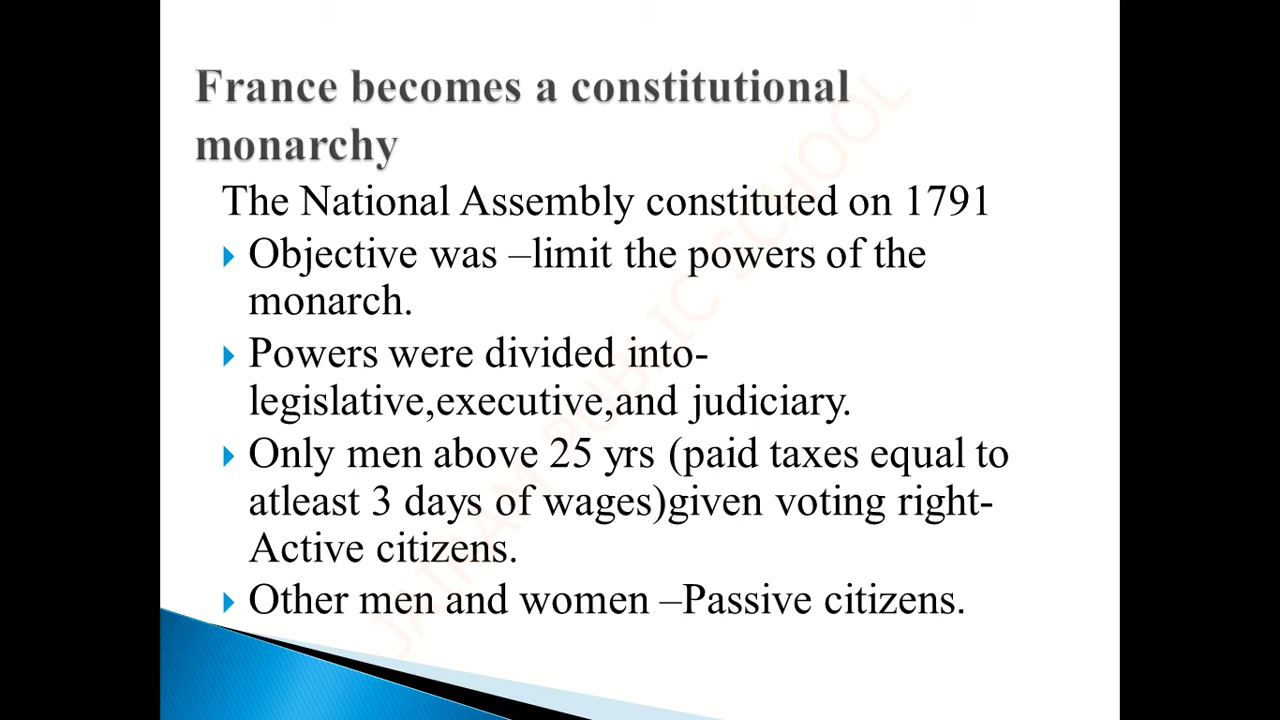 France becomes a constitutional
monarchy
The National Assembly constituted on 1791
Objective was –limit the powers of the
monarch.
Powers were divided into-
legislative,executive,and judiciary.
Only men above 25 yrs (paid taxes equal to
atleast 3 days of wages)given voting right-
Active citizens.
Other men and women –Passive citizens.
PUBLIC SCHOOL